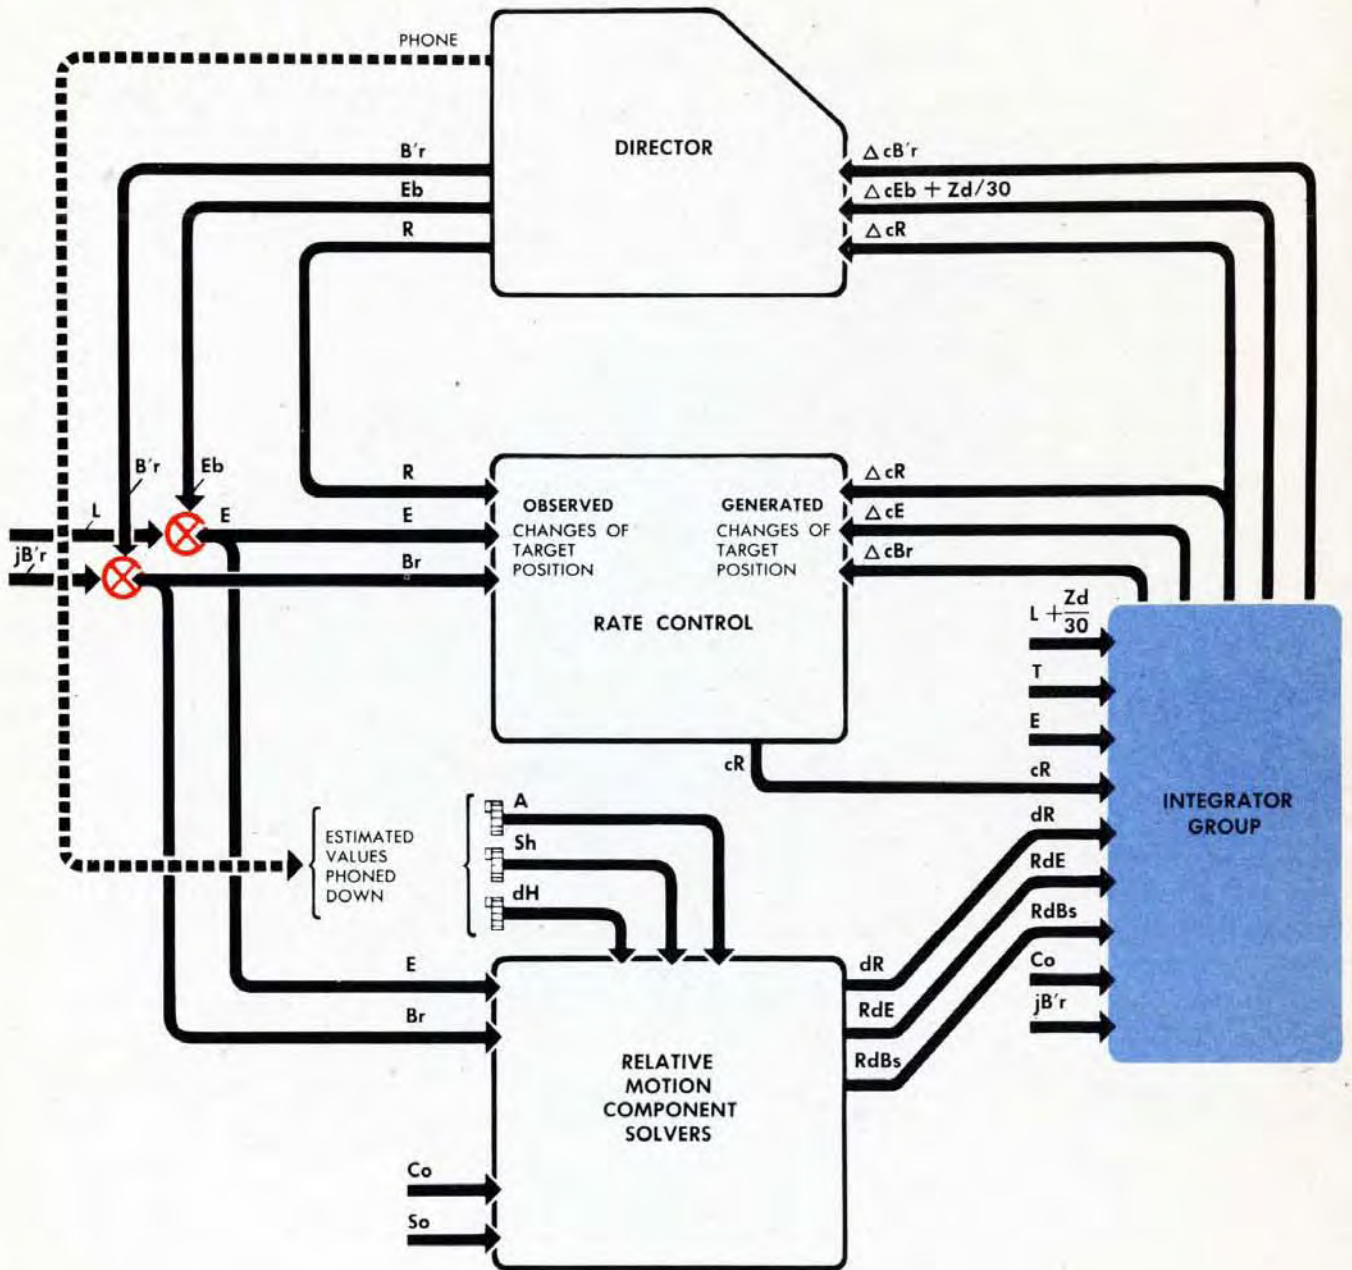 PHONE
DIRECTOR
B'r
Eb
R
Δ cB'r
Δ cEb + Zd/30
Δ cR
B'r
Eb
L
E
jB'r
R
E
Br
OBSERVED
CHANGES OF
TARGET
POSITION
GENERATED
CHANGES OF
TARGET
POSITION
RATE CONTROL
Δ cR
Δ cE
Δ cBr
cR
L + Zd/30
T
E
cR
dR
RdE
RdBs
Co
jB'r
INTEGRATOR
GROUP
ESTIMATED
VALUES
PHONED
DOWN
A
Sh
dH
E
Br
Co
So
RELATIVE
MOTION
COMPONENT
SOLVERS
dR
RdE
RdBs